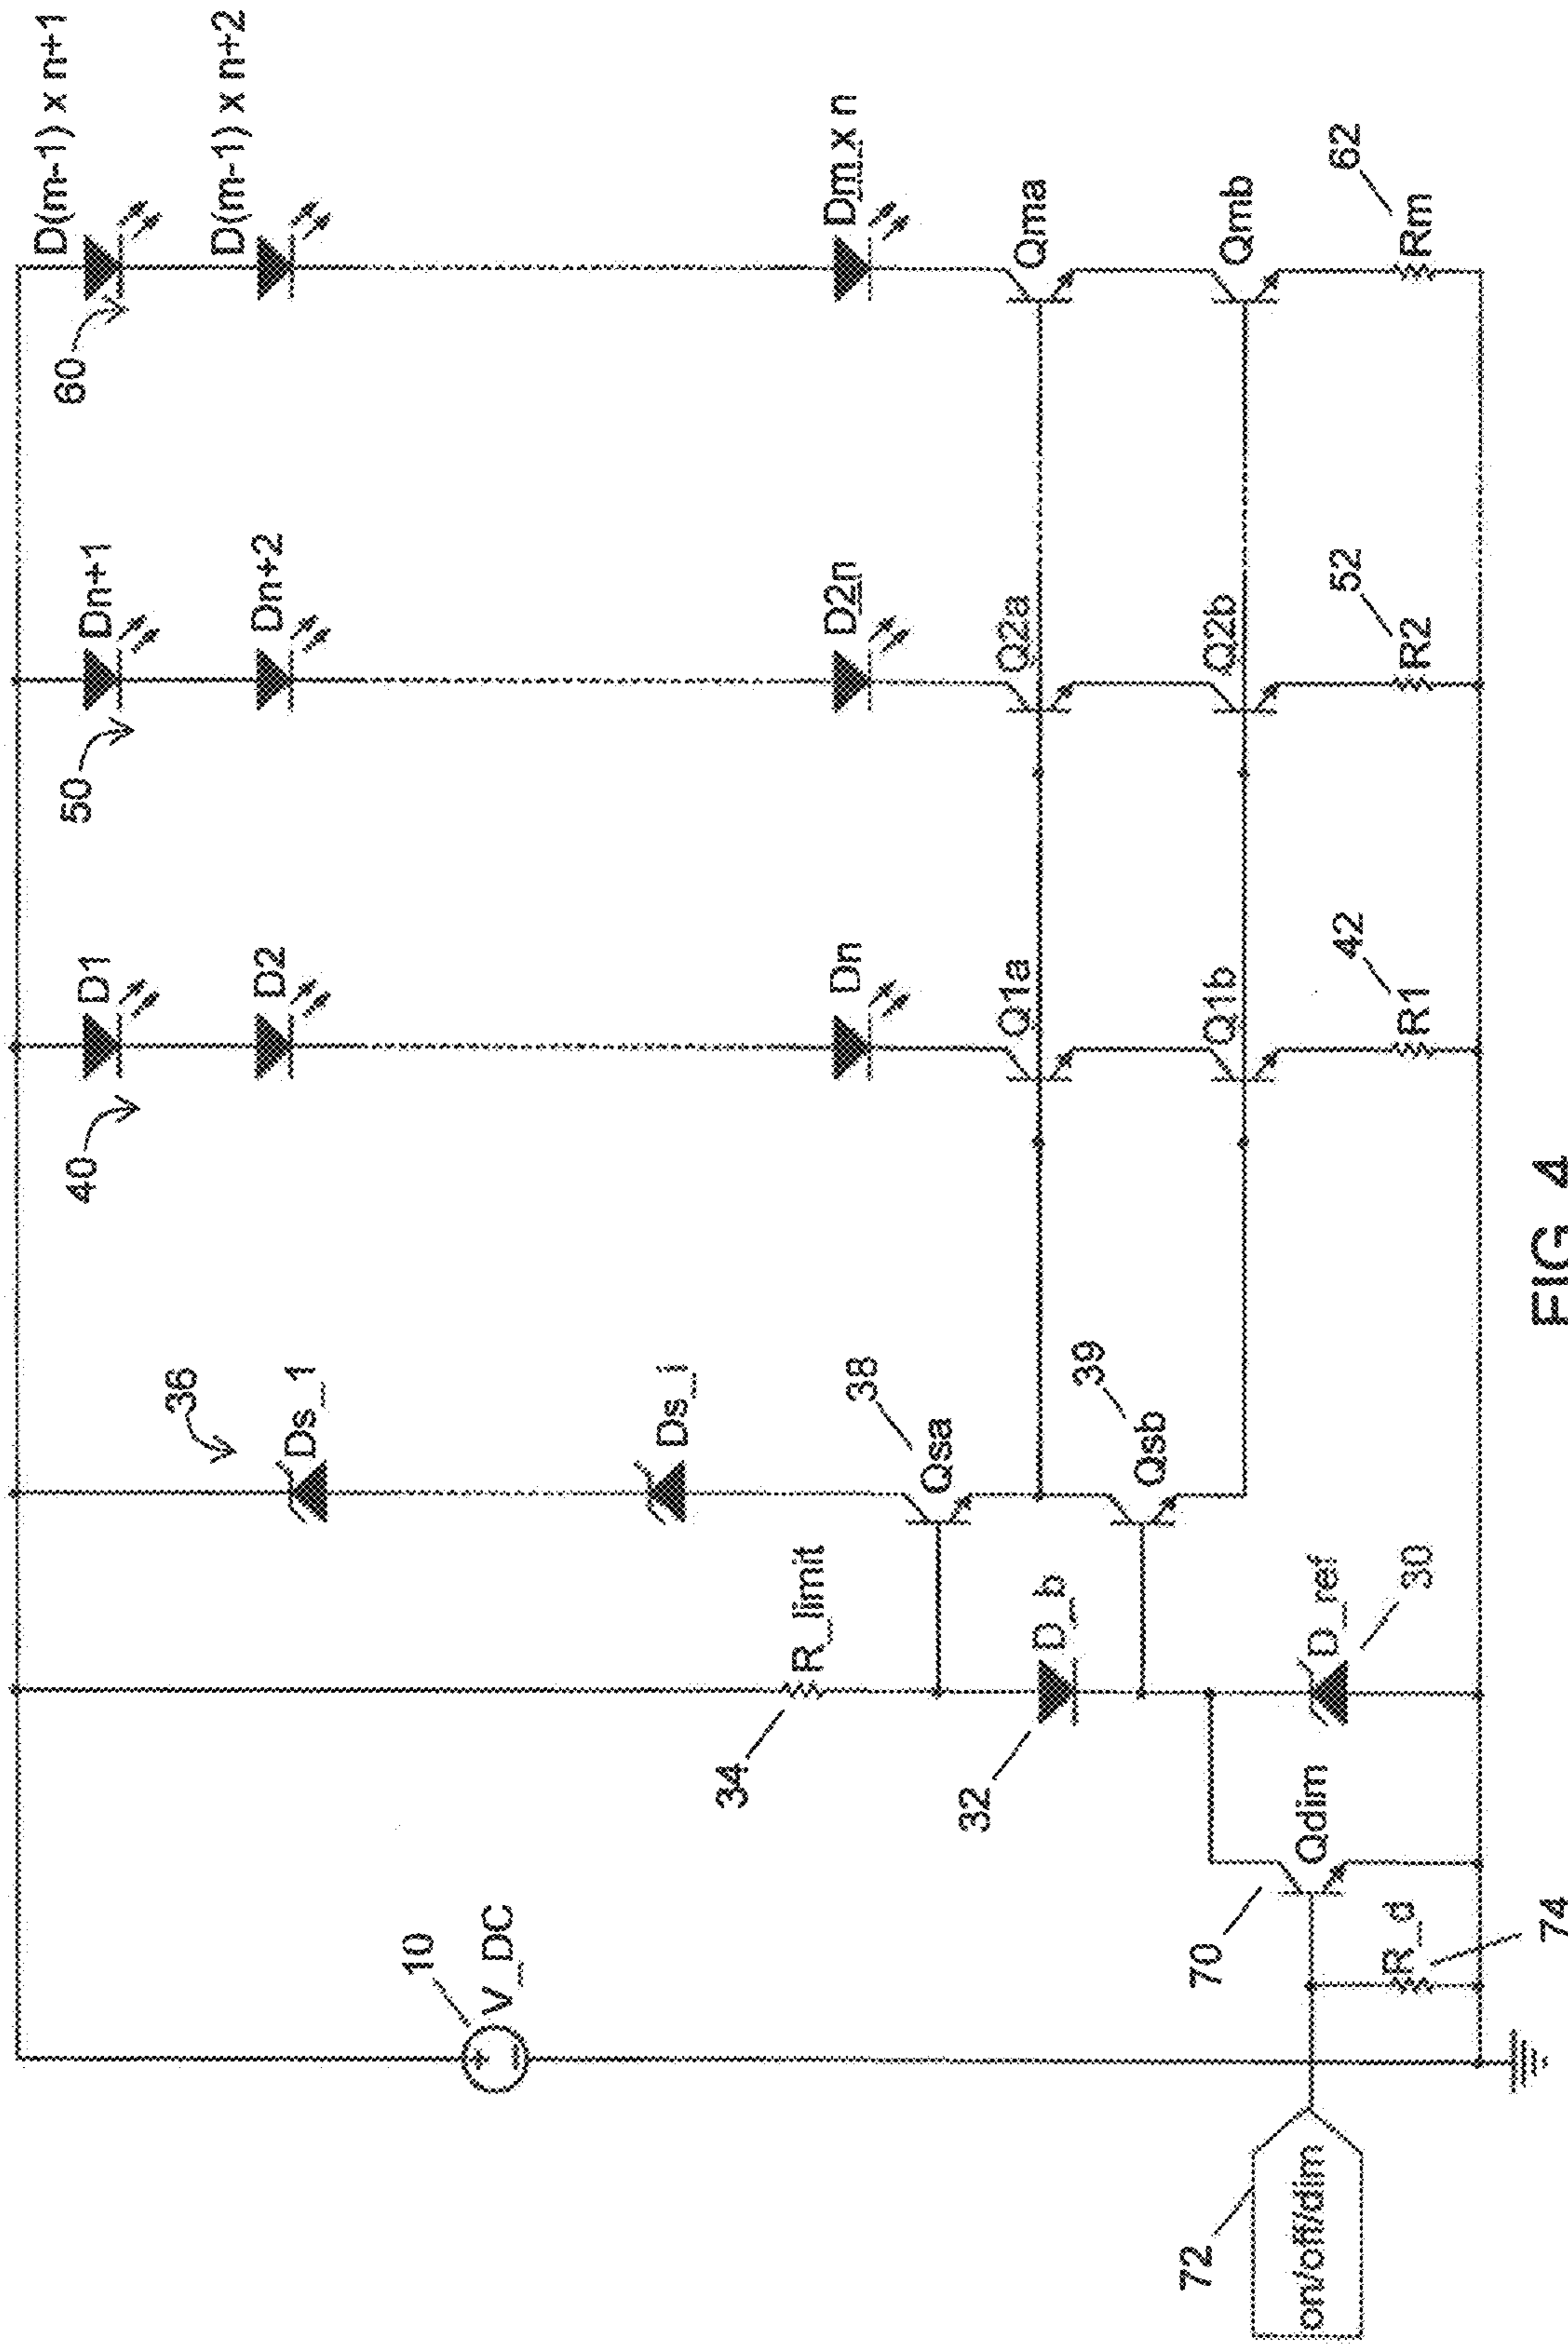 D(m-1) x n+1
D(m-1) x n+2
60
Dm x n
Qma
Qmb
62
Rm
50
Dn+1
Dn+2
D2n
Q2a
Q2b
52
R2
40
D1
D2
Dn
Q1a
Q1b
42
R1
36
Ds_1
Ds_i
38
Qsa
39
Qsb
34
R_limit
32
D_b
D_ref
30
10
V_DC
70
Qdim
R_d
74
72
on/off/dim
FIG. 4